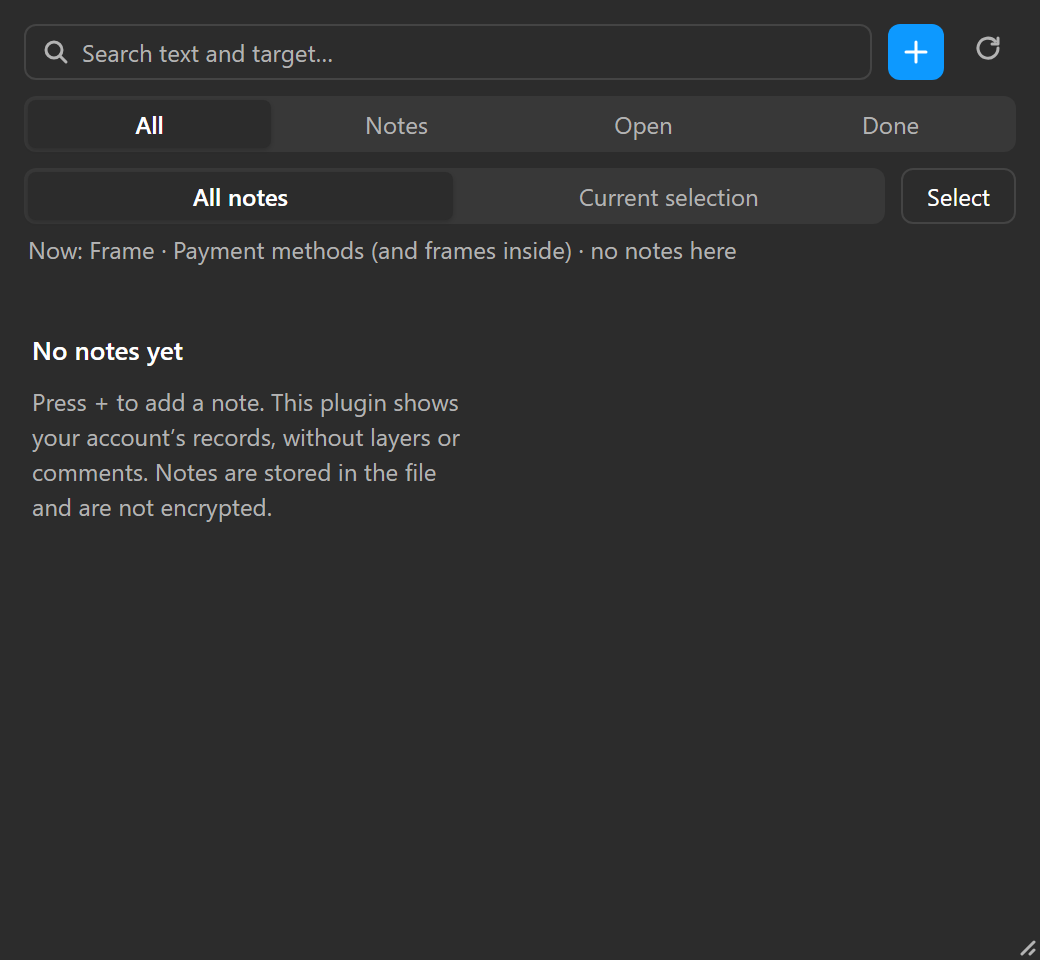 Search text and target...
All Notes Open Done
All notes Current selection Select
Now: Frame · Payment methods (and frames inside) · no notes here
No notes yet
Press + to add a note. This plugin shows
your account’s records, without layers or
comments. Notes are stored in the file
and are not encrypted.